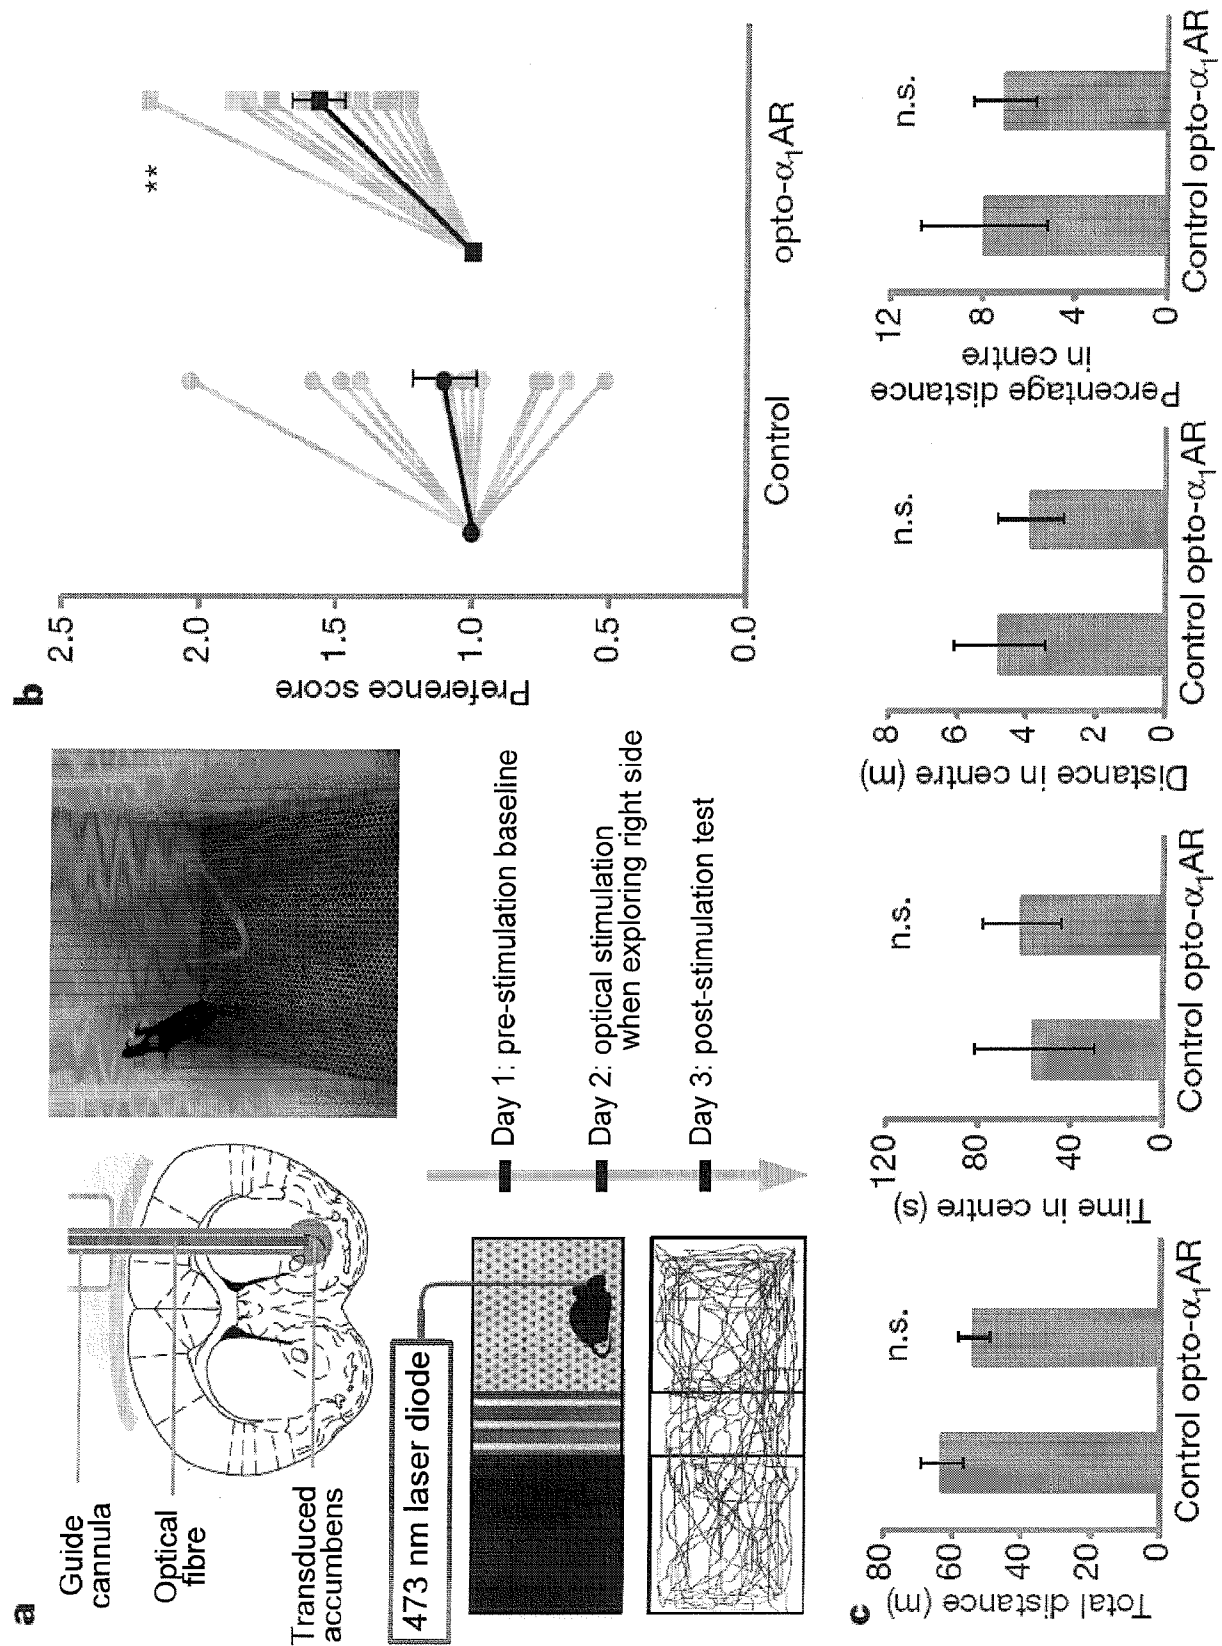 a
Guide
cannula
Optical
fibre
Transduced
accumbens
473 nm laser diode
Day 1: pre-stimulation baseline
Day 2: optical stimulation
when exploring right side
Day 3: post-stimulation test
b
Preference score
2.5
2.0
1.5
1.0
0.5
0.0
**
Control
opto-α₁AR
c
Total distance
(m)
80
60
40
20
0
n.s.
Control opto-α₁AR
Time in centre (s)
120
80
40
0
n.s.
Control opto-α₁AR
Distance in centre (m)
8
6
4
2
0
n.s.
Control opto-α₁AR
Percentage distance
in centre
12
8
4
0
n.s.
Control opto-α₁AR